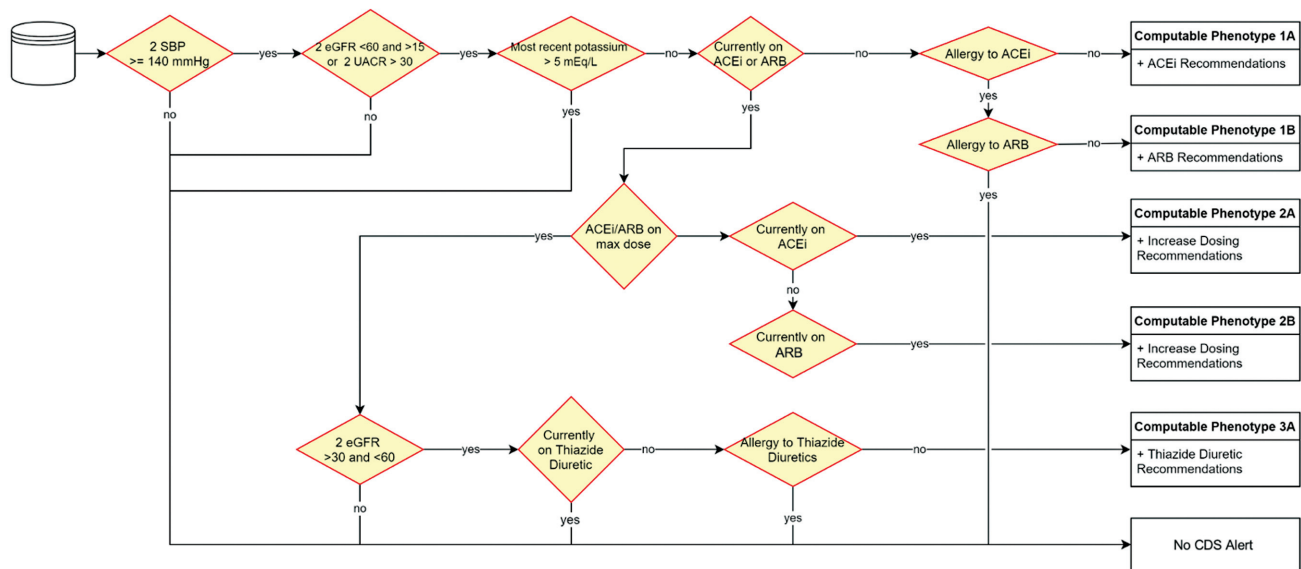 2 SBP
>= 140 mmHg
yes
2 eGFR <60 and >15
or 2 UACR > 30
yes
Most recent potassium
> 5 mEq/L
no
Currently on
ACEi or ARB
no
Allergy to ACEi
no
Computable Phenotype 1A
+ ACEi Recommendations
no
no
yes
yes
yes
Allergy to ARB
no
Computable Phenotype 1B
+ ARB Recommendations
yes
ACEi/ARB on
max dose
yes
Currently on
ACEi
yes
Computable Phenotype 2A
+ Increase Dosing
Recommendations
no
Currently on
ARB
yes
Computable Phenotype 2B
+ Increase Dosing
Recommendations
2 eGFR
>30 and <60
yes
Currently
on Thiazide
Diuretic
no
Allergy to Thiazide
Diuretics
no
Computable Phenotype 3A
+ Thiazide Diuretic
Recommendations
no
yes
yes
No CDS Alert